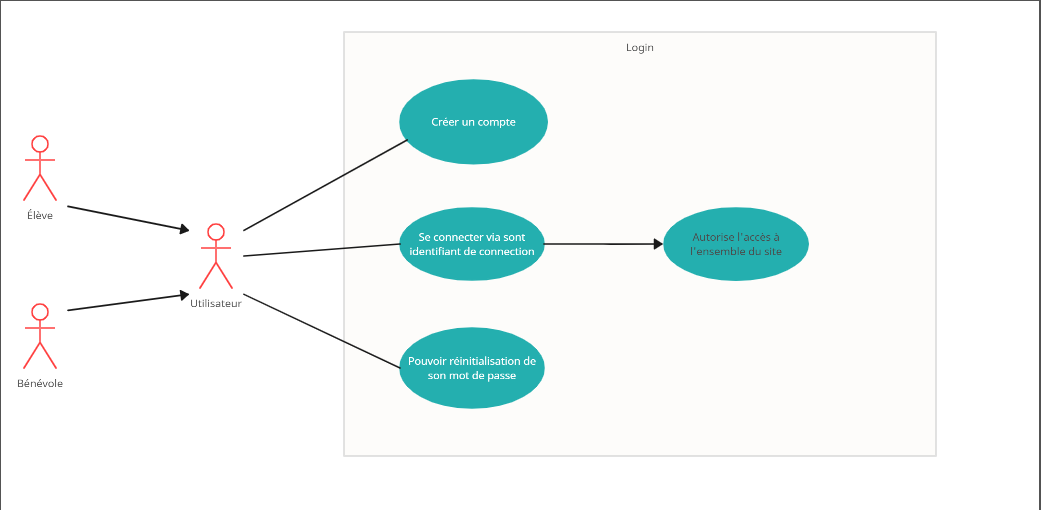 Login
Créer un compte
Élève
Se connecter via sont
identifiant de connection
Autorise l'accès à
l'ensemble du site
Utilisateur
Pouvoir réinitialisation de
son mot de passe
Bénévole